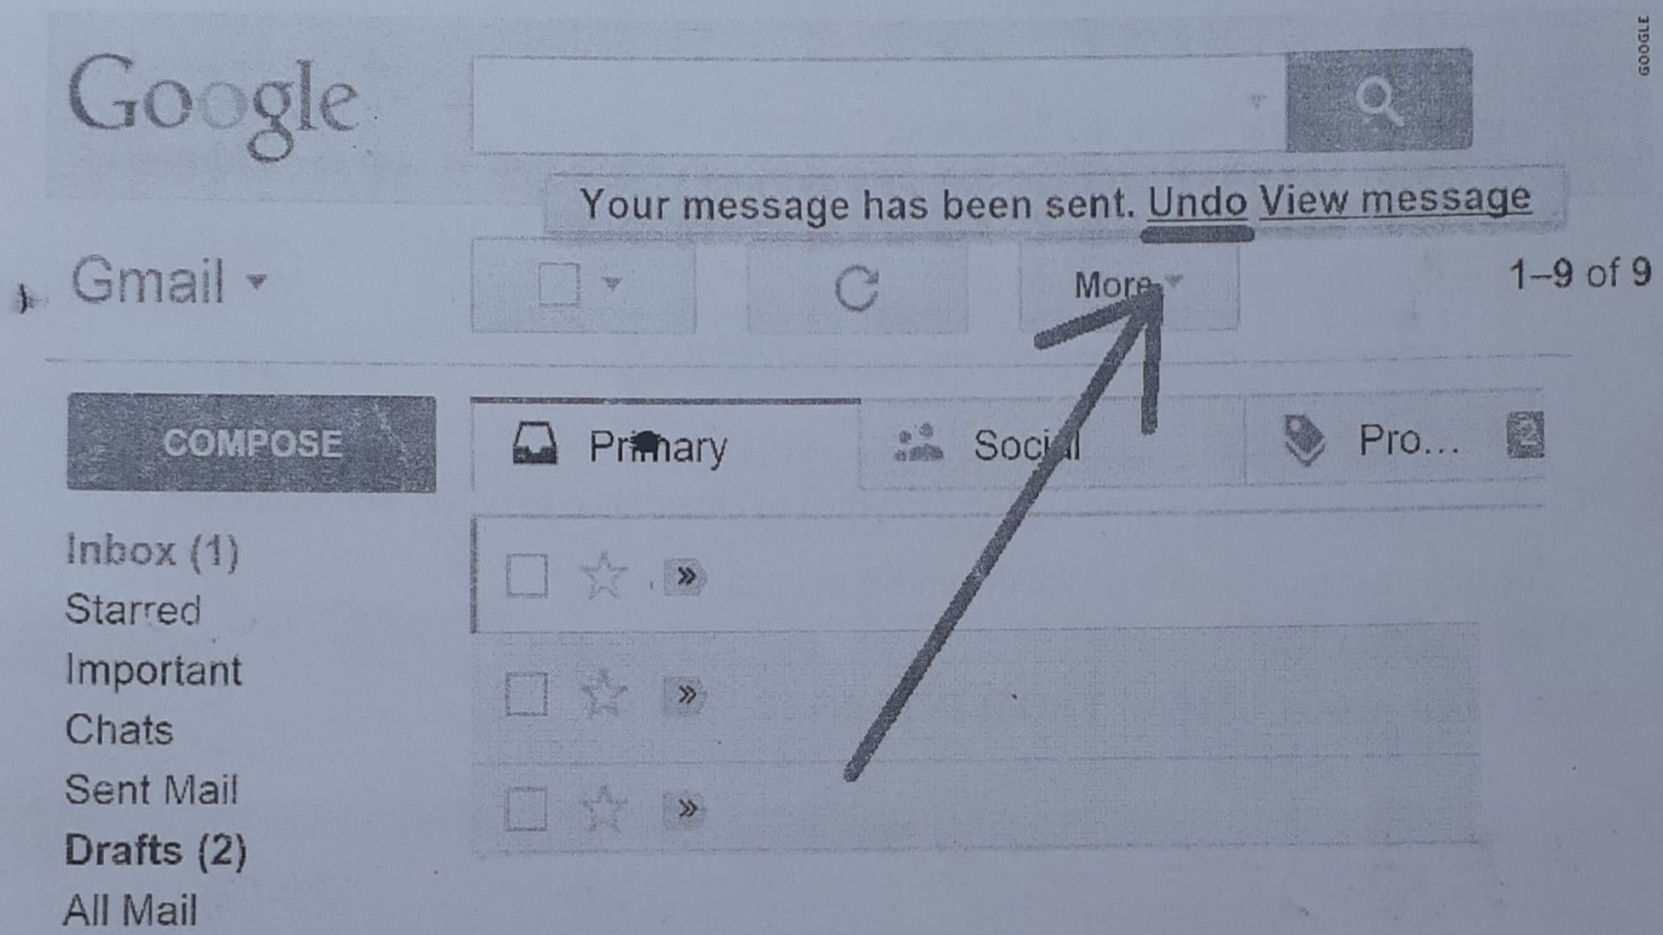 GOOGLE
Google
Your message has been sent. Undo View message
Gmail
More
1–9 of 9
COMPOSE
Primary
Social
Pro...
2
Inbox (1)
Starred
Important
Chats
Sent Mail
Drafts (2)
All Mail